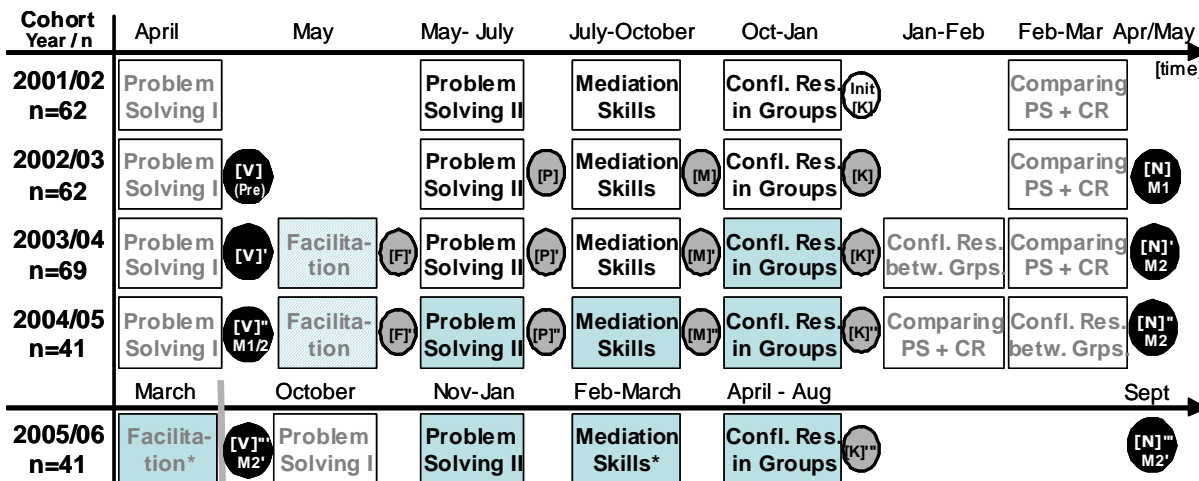 Cohort
Year / n
April May May- July July-October Oct-Jan Jan-Feb Feb-Mar Apr/May
[time]
2001/02
n=62
Problem
Solving I
Problem
Solving II
Mediation
Skills
Confl. Res.
in Groups
Init
[K]
Comparing
PS + CR
2002/03
n=62
Problem
Solving I
[V]
(Pre)
Problem
Solving II
[P]
Mediation
Skills
[M]
Confl. Res.
in Groups
[K]
Comparing
PS + CR
[N]
M1
2003/04
n=69
Problem
Solving I
[V]'
Facilita-
tion
[F]'
Problem
Solving II
[P]'
Mediation
Skills
[M]'
Confl. Res.
in Groups
[K]'
Confl. Res.
betw. Grps.
Comparing
PS + CR
[N]'
M2
2004/05
n=41
Problem
Solving I
[V]"
M1/2
Facilita-
tion
[F]"
Problem
Solving II
[P]"
Mediation
Skills
[M]"
Confl. Res.
in Groups
[K]"
Comparing
PS + CR
Confl. Res.
betw. Grps.
[N]"
M2
March October Nov-Jan Feb-March April - Aug Sept
2005/06
n=41
Facilita-
tion*
[V]'"
M2'
Problem
Solving I
Problem
Solving II
Mediation
Skills*
Confl. Res.
in Groups
[K]'"
[N]'"
M2'